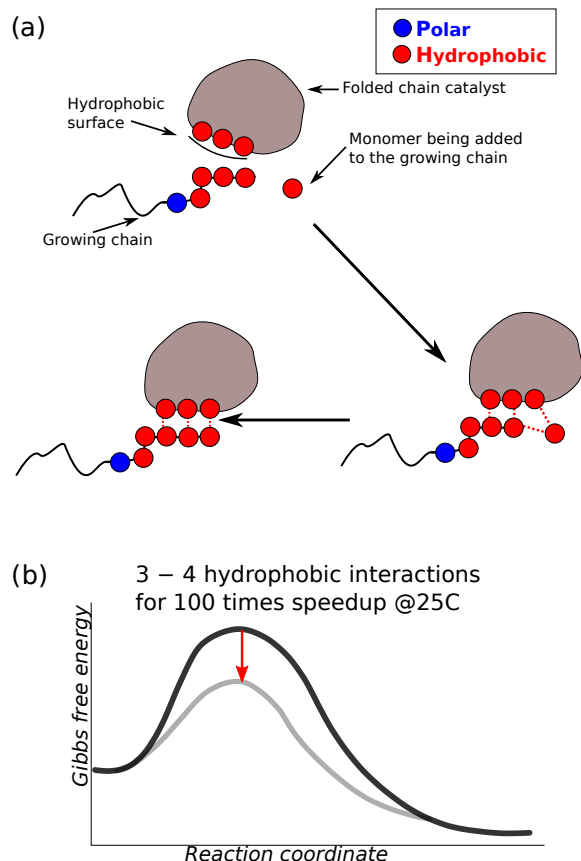 (a)
Polar
Hydrophobic
Folded chain catalyst
Hydrophobic
surface
Monomer being added
to the growing chain
Growing chain
(b)
3 − 4 hydrophobic interactions
for 100 times speedup @25C
Gibbs free energy
Reaction coordinate